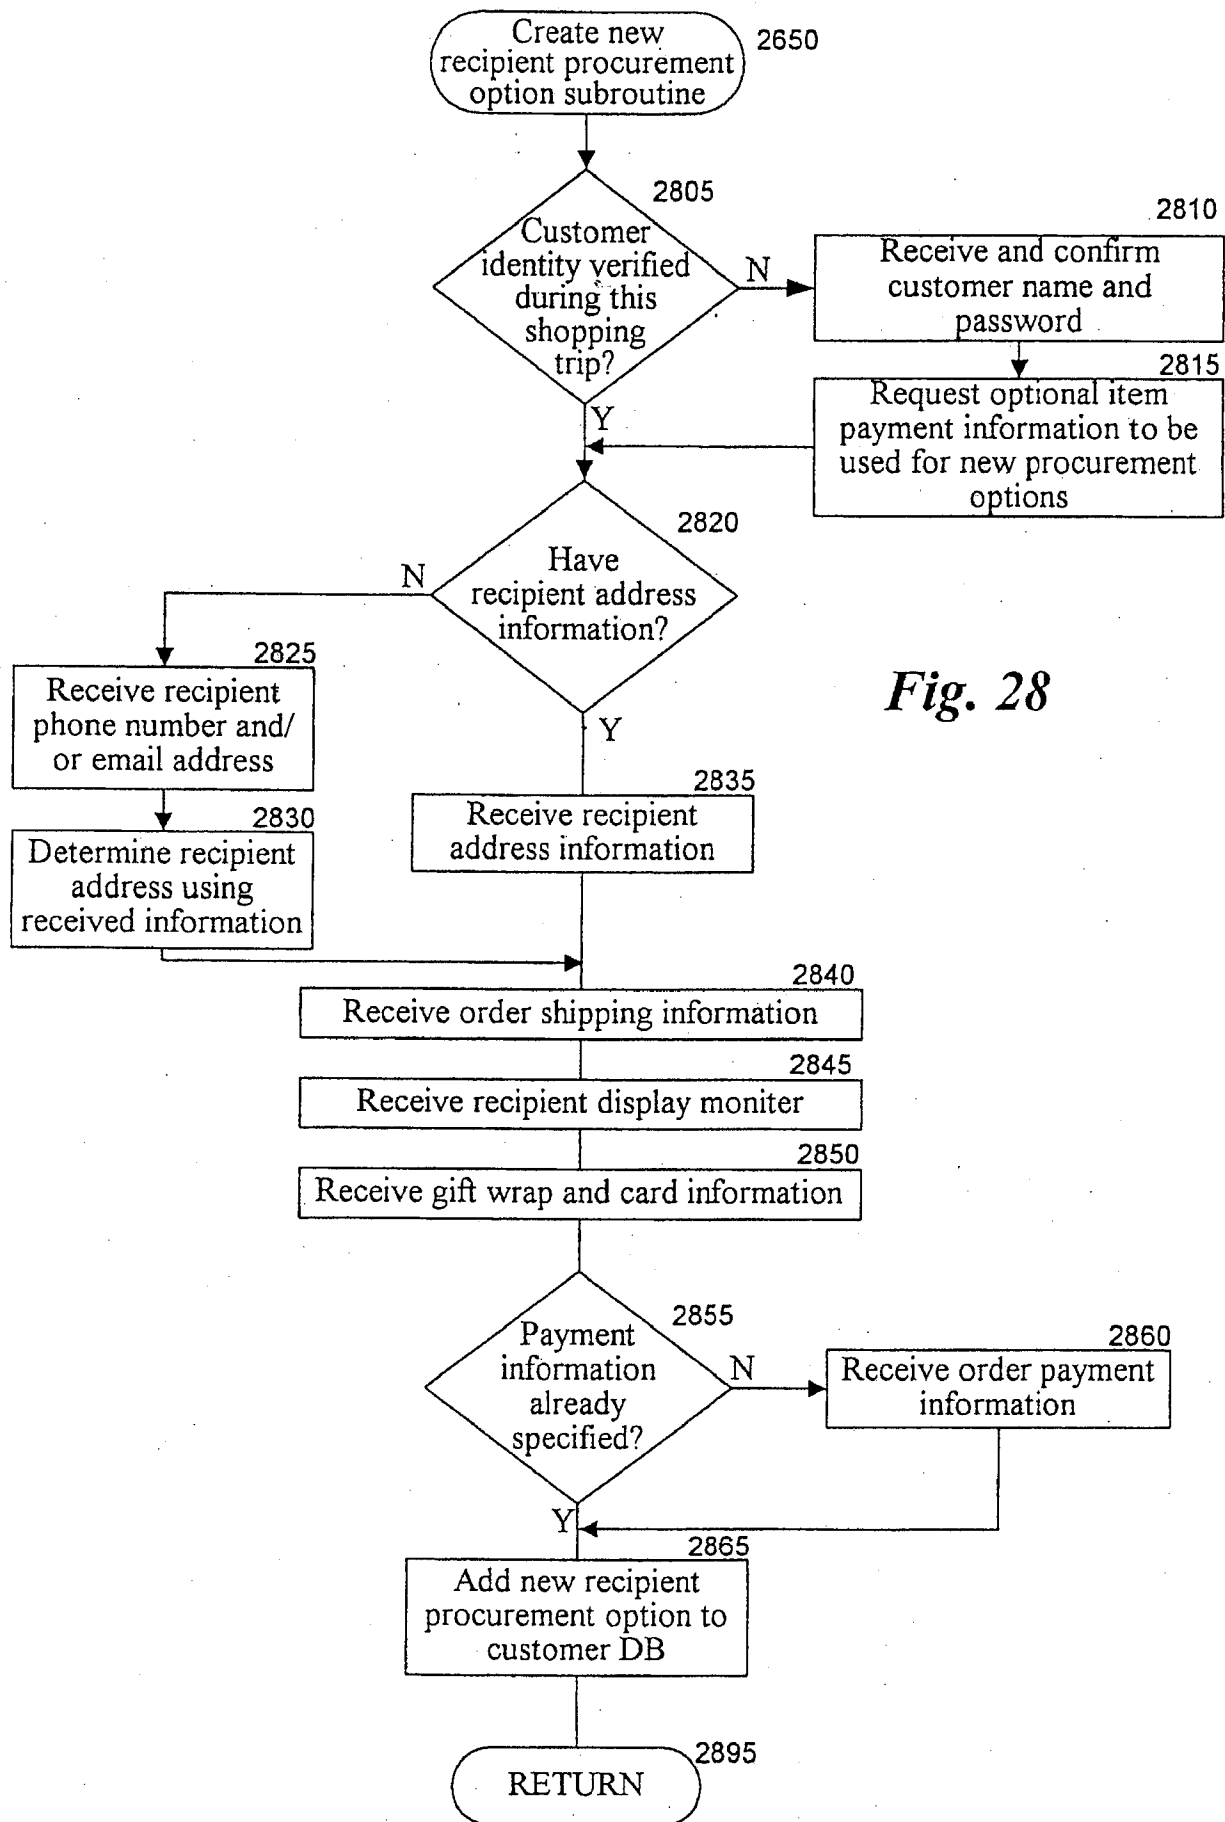 Create new
recipient procurement
option subroutine
2650
2805
Customer
identity verified
during this
shopping
trip?
N
Y
2810
Receive and confirm
customer name and
password
2815
Request optional item
payment information to be
used for new procurement
options
2820
Have
recipient address
information?
N
Y
2825
Receive recipient
phone number and/
or email address
2830
Determine recipient
address using
received information
Fig. 28
2835
Receive recipient
address information
2840
Receive order shipping information
2845
Receive recipient display moniter
2850
Receive gift wrap and card information
2855
Payment
information
already
specified?
N
Y
2860
Receive order payment
information
2865
Add new recipient
procurement option to
customer DB
2895
RETURN